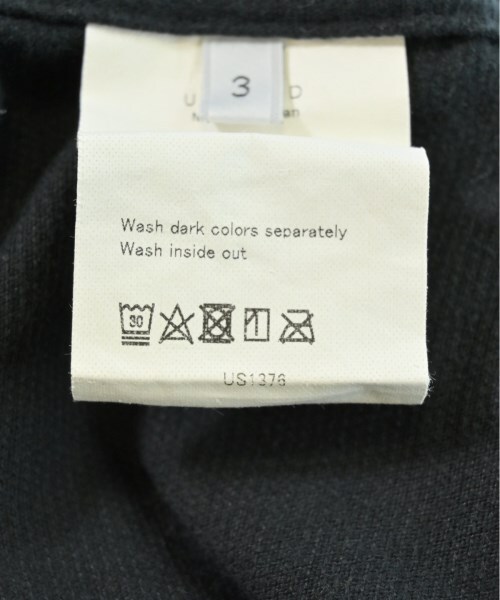 3
Wash dark colors separately
Wash inside out
30
US1376